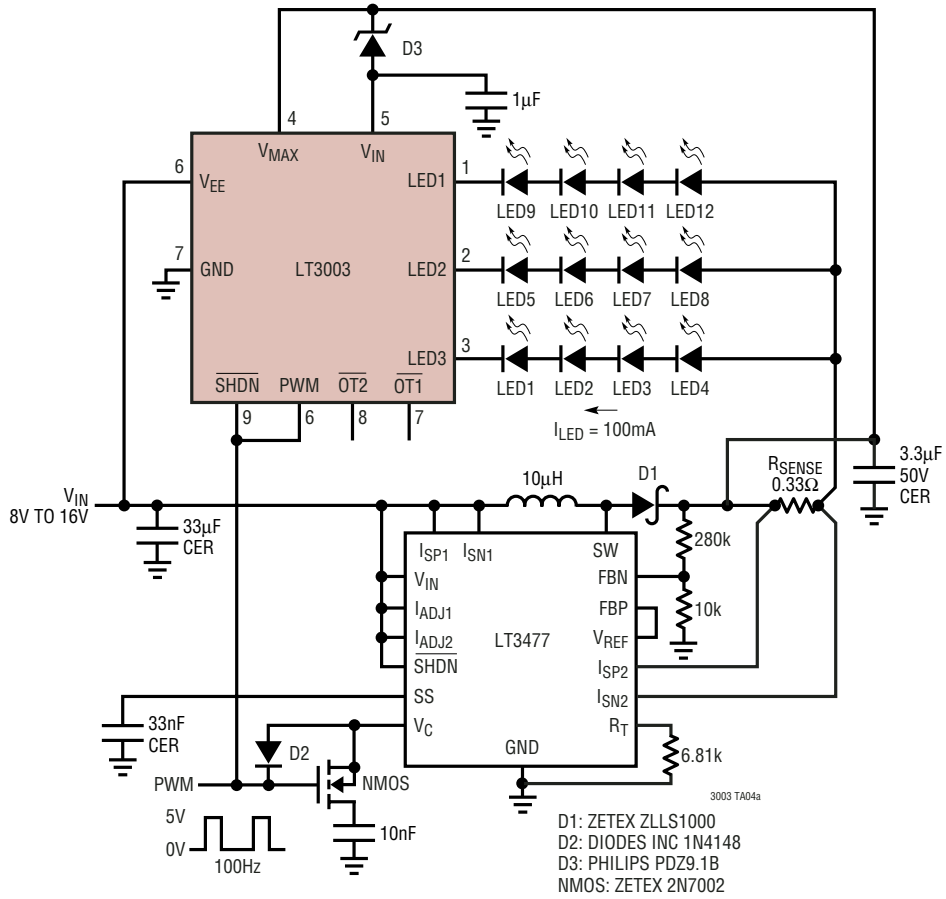 D3
1µF
4
5
VMAX
VIN
6
VEE
LED1
1
LED9
LED10
LED11
LED12
7
GND
LT3003
LED2
2
LED5
LED6
LED7
LED8
LED3
3
LED1
LED2
LED3
LED4
SHDN
PWM
OT2
OT1
9
6
8
7
ILED = 100mA
VIN
8V TO 16V
33µF
CER
10µH
D1
RSENSE
0.33Ω
3.3µF
50V
CER
ISP1
ISN1
SW
280k
VIN
FBN
IADJ1
FBP
10k
IADJ2
LT3477
VREF
SHDN
ISP2
SS
ISN2
33nF
CER
VC
RT
GND
6.81k
D2
PWM
NMOS
5V
0V
100Hz
10nF
3003 TA04a
D1: ZETEX ZLLS1000
D2: DIODES INC 1N4148
D3: PHILIPS PDZ9.1B
NMOS: ZETEX 2N7002